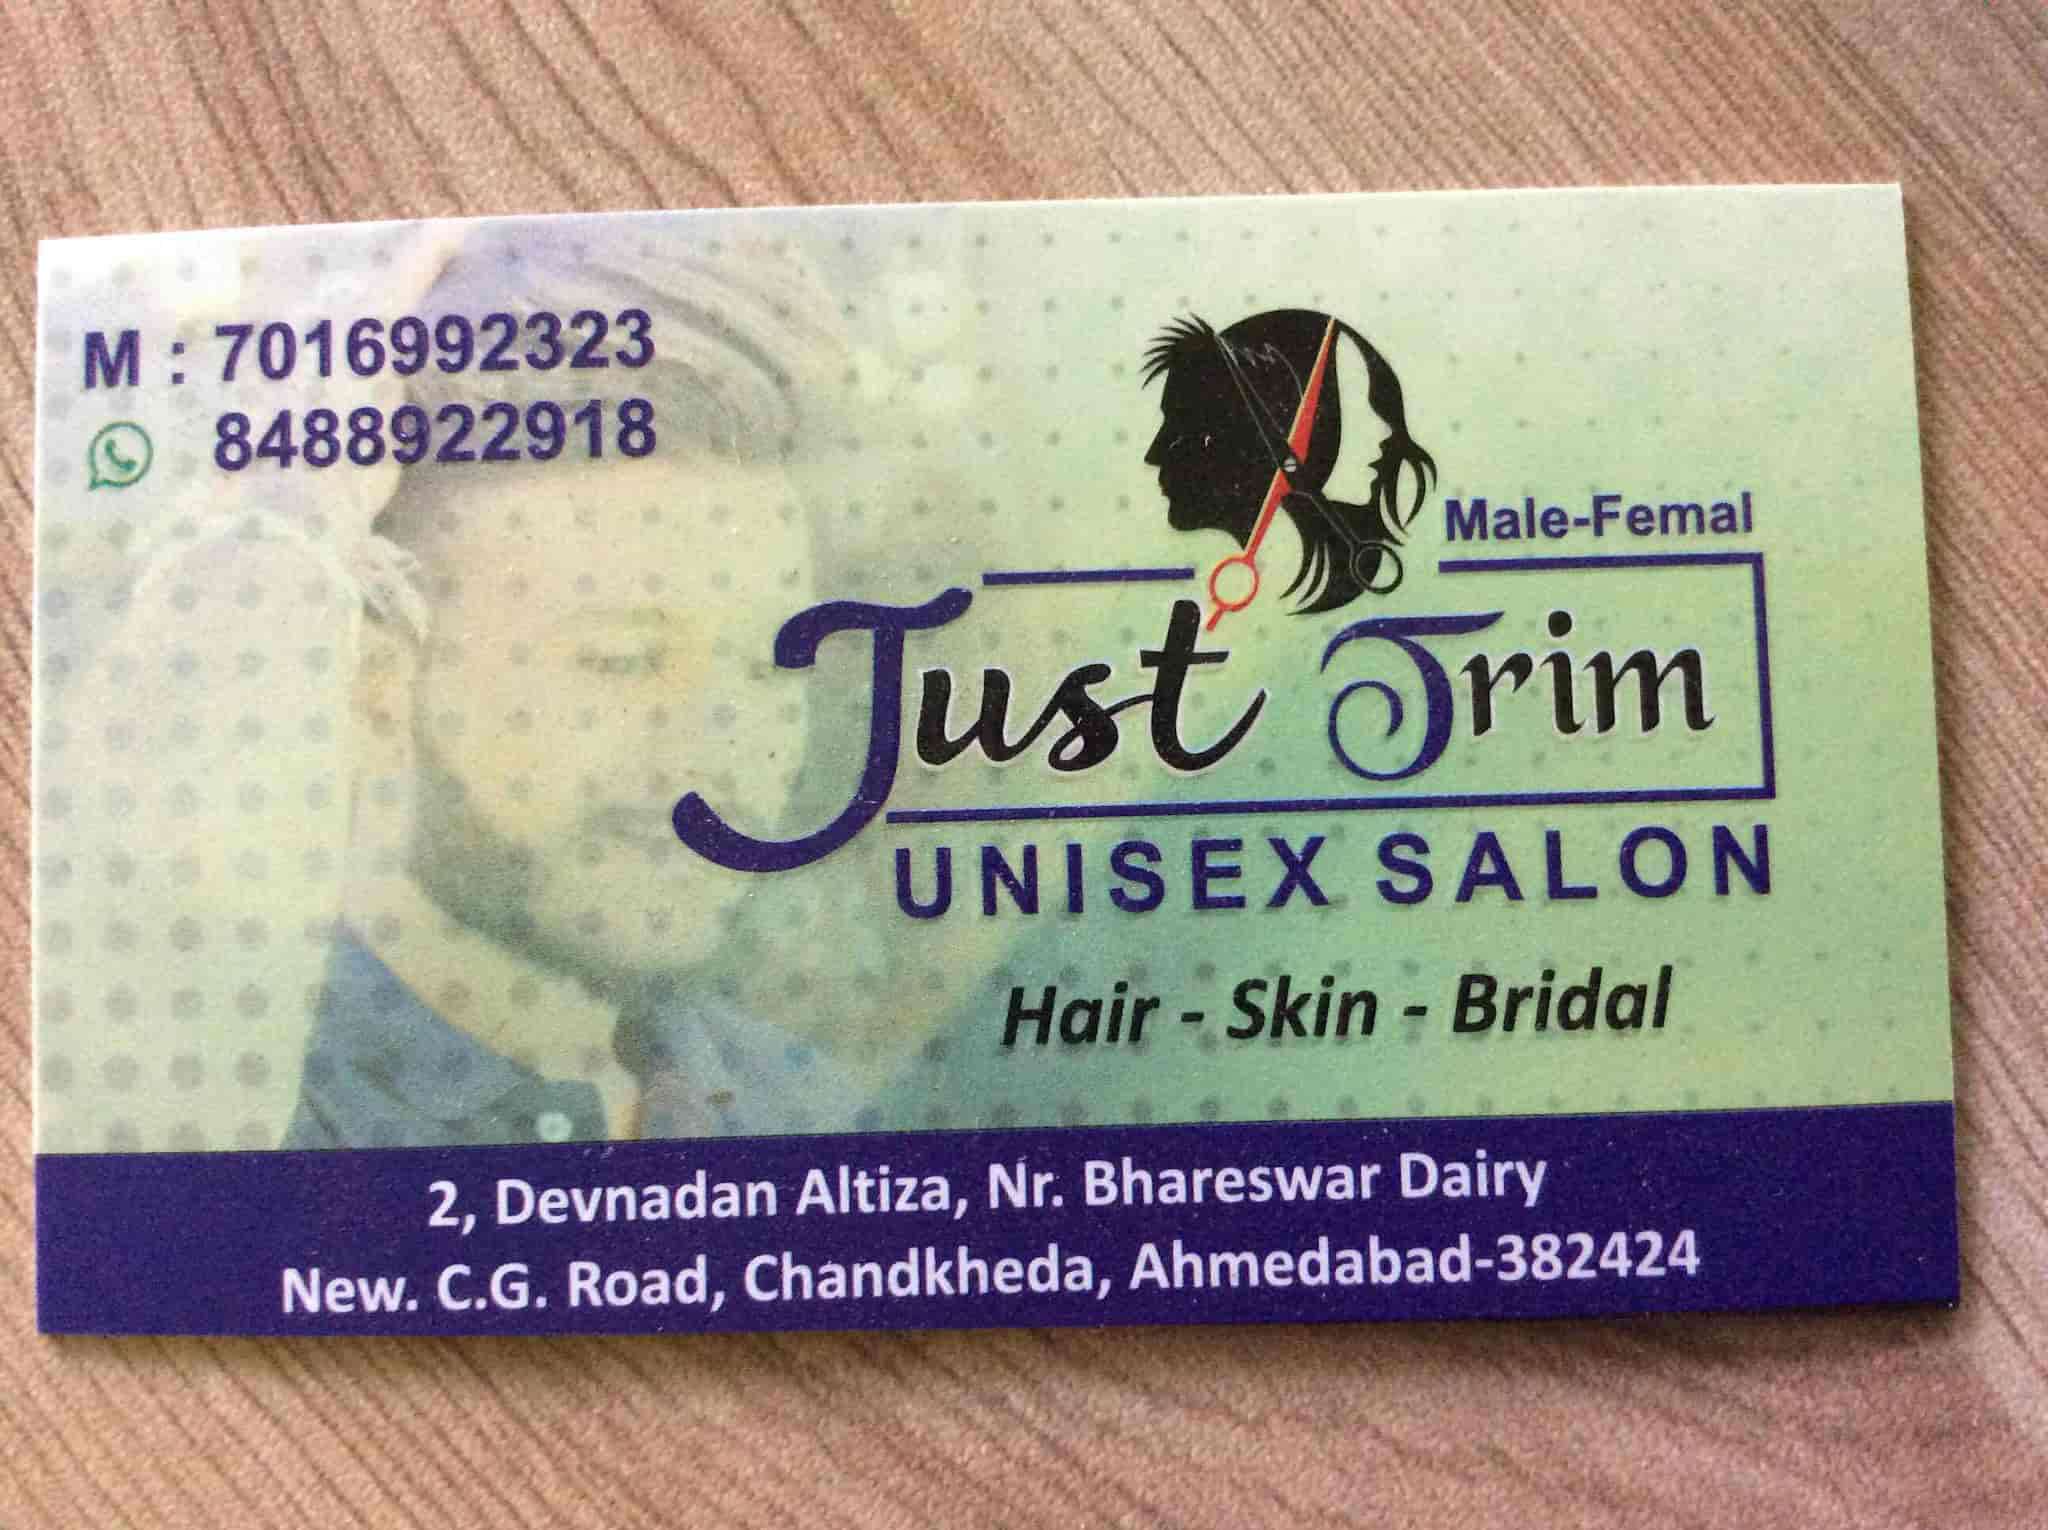 M : 7016992323
8488922918
Male-Femal
Just Trim
UNISEX SALON
Hair - Skin - Bridal
2, Devnadan Altiza, Nr. Bhareswar Dairy
New. C.G. Road, Chandkheda, Ahmedabad-382424